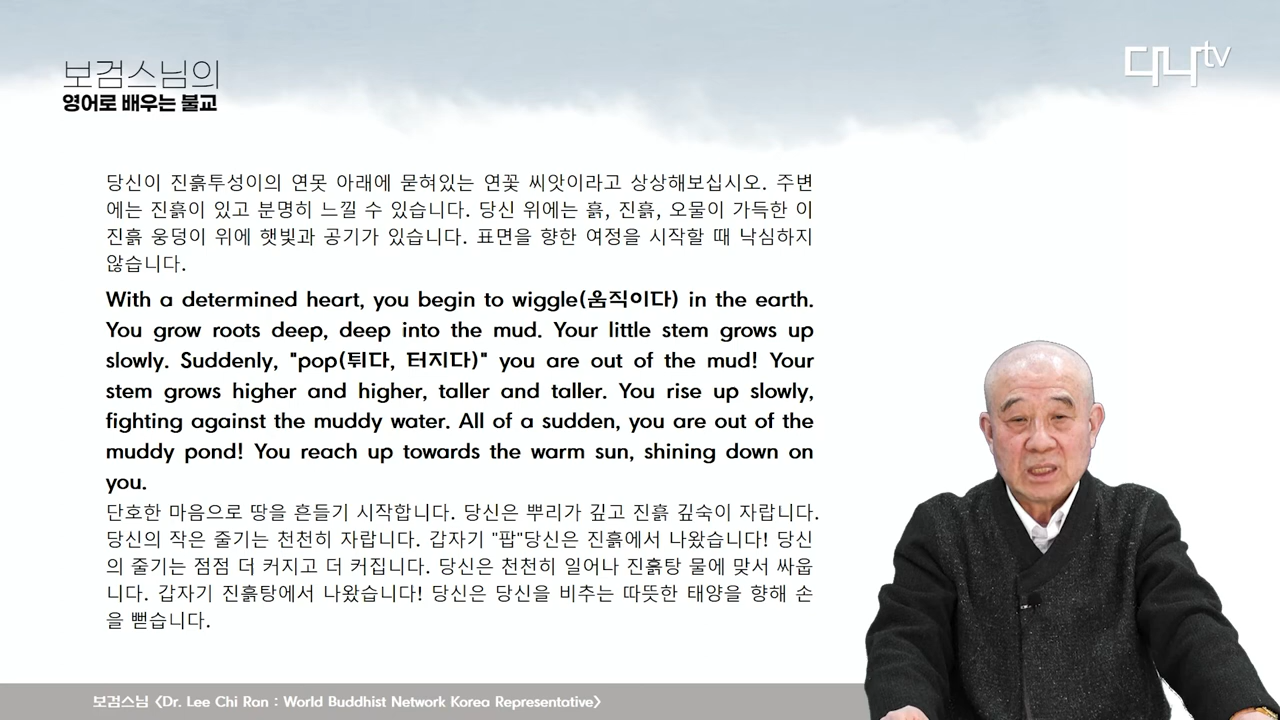 보검스님의
영어로 배우는 불교
디나tv
당신이 진흙투성이의 연못 아래에 묻혀있는 연꽃 씨앗이라고 상상해보십시오. 주변
에는 진흙이 있고 분명히 느낄 수 있습니다. 당신 위에는 흙, 진흙, 오물이 가득한 이
진흙 웅덩이 위에 햇빛과 공기가 있습니다. 표면을 향한 여정을 시작할 때 낙심하지
않습니다.
With a determined heart, you begin to wiggle(움직이다) in the earth.
You grow roots deep, deep into the mud. Your little stem grows up
slowly. Suddenly, "pop(튀다, 터지다)" you are out of the mud! Your
stem grows higher and higher, taller and taller. You rise up slowly,
fighting against the muddy water. All of a sudden, you are out of the
muddy pond! You reach up towards the warm sun, shining down on
you.
단호한 마음으로 땅을 흔들기 시작합니다. 당신은 뿌리가 깊고 진흙 깊숙이 자랍니다.
당신의 작은 줄기는 천천히 자랍니다. 갑자기 "팝"당신은 진흙에서 나왔습니다! 당신
의 줄기는 점점 더 커지고 더 커집니다. 당신은 천천히 일어나 진흙탕 물에 맞서 싸웁
니다. 갑자기 진흙탕에서 나왔습니다! 당신은 당신을 비추는 따뜻한 태양을 향해 손
을 뻗습니다.
보검스님 <Dr. Lee Chi Ran : World Buddhist Network Korea Representative>